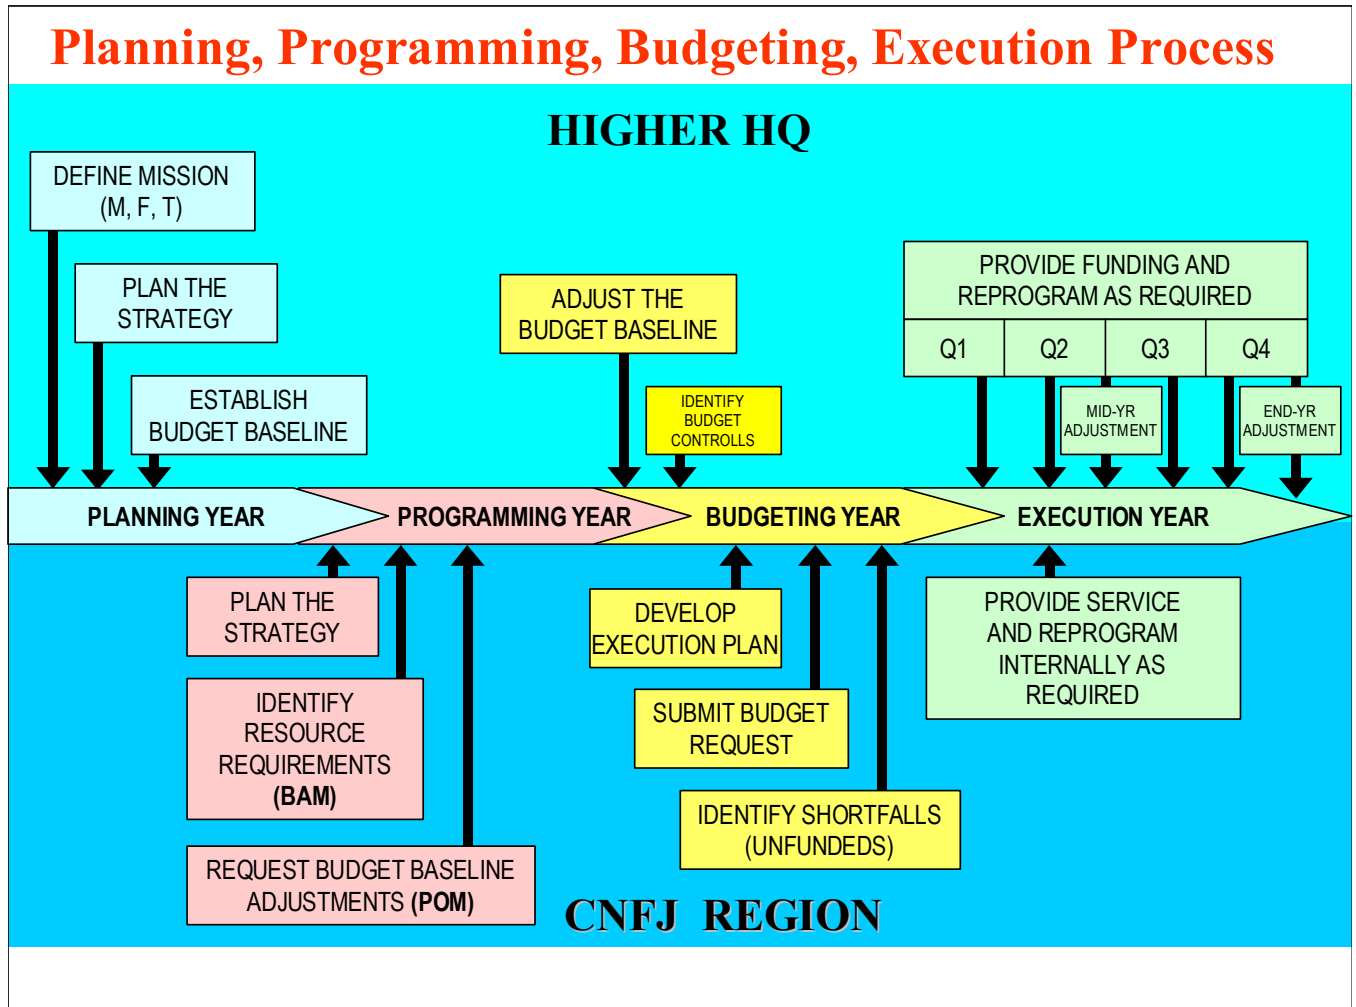 Planning, Programming, Budgeting, Execution Process
HIGHER HQ
DEFINE MISSION
(M, F, T)
PLAN THE
STRATEGY
ESTABLISH
BUDGET BASELINE
ADJUST THE
BUDGET BASELINE
IDENTIFY
BUDGET
CONTROLLS
PROVIDE FUNDING AND
REPROGRAM AS REQUIRED
Q1 Q2 Q3 Q4
MID-YR
ADJUSTMENT
END-YR
ADJUSTMENT
PLANNING YEAR PROGRAMMING YEAR BUDGETING YEAR EXECUTION YEAR
PLAN THE
STRATEGY
IDENTIFY
RESOURCE
REQUIREMENTS
(BAM)
REQUEST BUDGET BASELINE
ADJUSTMENTS (POM)
DEVELOP
EXECUTION PLAN
SUBMIT BUDGET
REQUEST
IDENTIFY SHORTFALLS
(UNFUNDEDS)
PROVIDE SERVICE
AND REPROGRAM
INTERNALLY AS
REQUIRED
CNFJ REGION